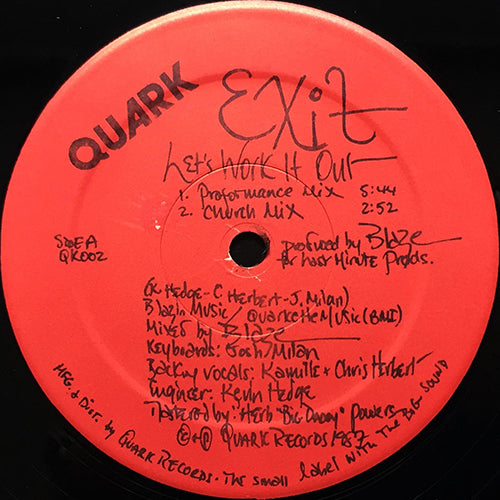 QUARK
EXit
Let's Work It Out
1. Proformance Mix 5:44
2. Church Mix 2:52
Side A
QK002
produced by Blaze
for Last Minute Prods.
(K Hedge - C Herbert - J. Milan)
Blazin Music / Quarkette Music (BMI)
Mixed by Blaze
Keyboards: Josh Milan
Backing vocals: Kamille + Chris Herbert
Engineer: Kevin Hedge
Mastered by: Herb "Big Daddy" Powers
©+℗ Quark Records 1987
Mfg. & Dist. by Quark Records - The small label with the Big Sound